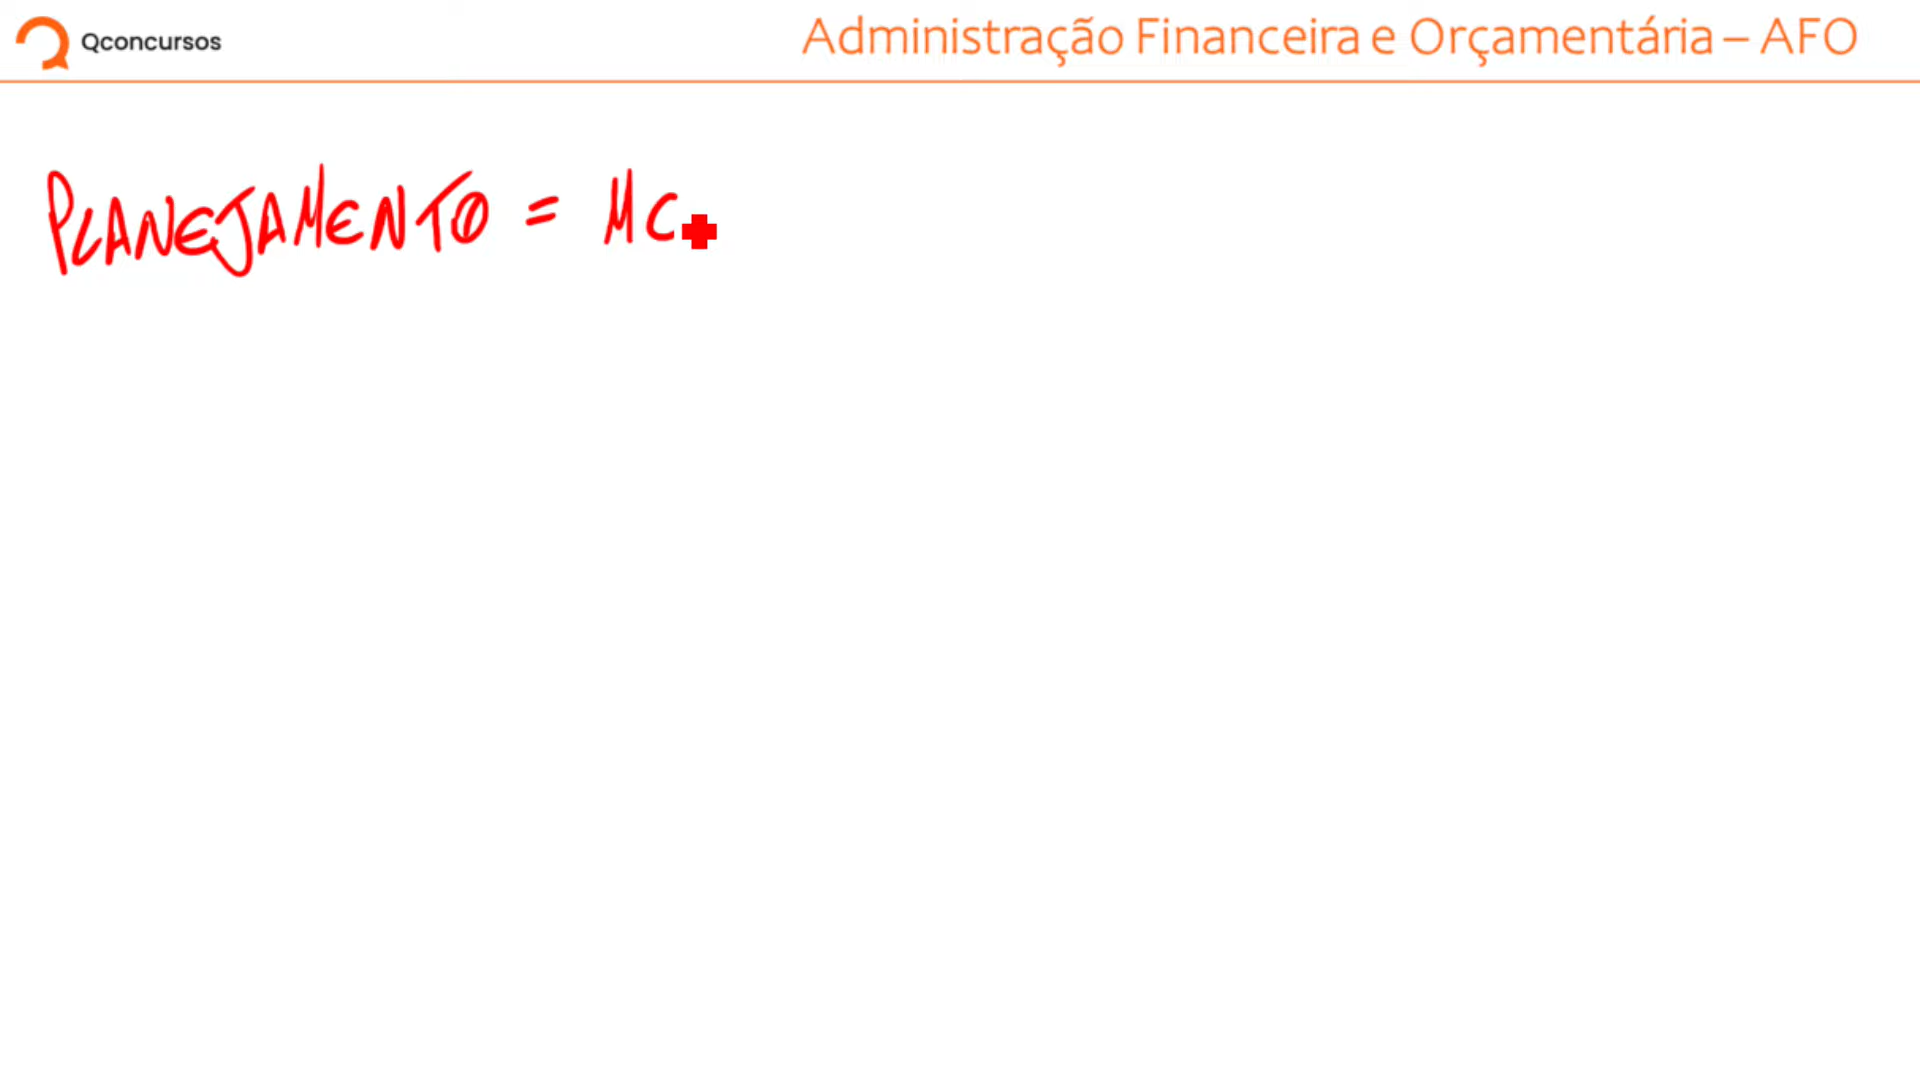 Qconcursos
Administração Financeira e Orçamentária – AFO
PLANEJAMENTO = MC